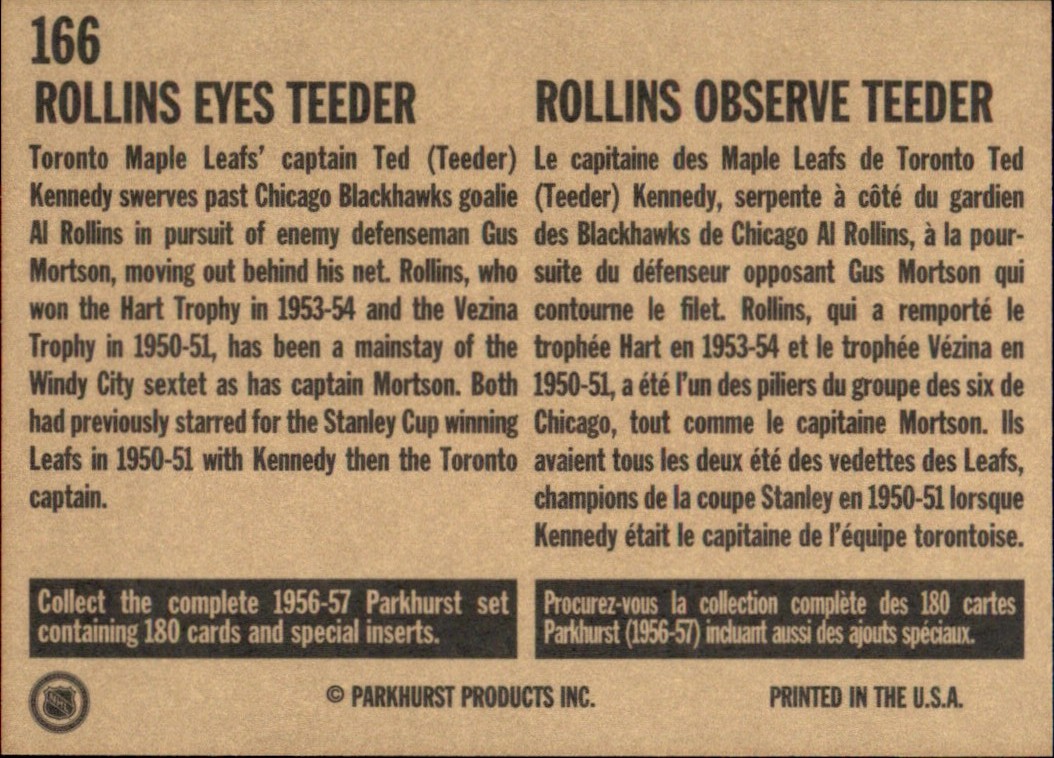 166
ROLLINS EYES TEEDER
Toronto Maple Leafs' captain Ted (Teeder)
Kennedy swerves past Chicago Blackhawks goalie
Al Rollins in pursuit of enemy defenseman Gus
Mortson, moving out behind his net. Rollins, who
won the Hart Trophy in 1953-54 and the Vezina
Trophy in 1950-51, has been a mainstay of the
Windy City sextet as has captain Mortson. Both
had previously starred for the Stanley Cup winning
Leafs in 1950-51 with Kennedy then the Toronto
captain.
ROLLINS OBSERVE TEEDER
Le capitaine des Maple Leafs de Toronto Ted
(Teeder) Kennedy, serpente à côté du gardien
des Blackhawks de Chicago Al Rollins, à la pour-
suite du défenseur opposant Gus Mortson qui
contourne le filet. Rollins, qui a remporté le
trophée Hart en 1953-54 et le trophée Vézina en
1950-51, a été l'un des piliers du groupe des six de
Chicago, tout comme le capitaine Mortson. Ils
avaient tous les deux été des vedettes des Leafs,
champions de la coupe Stanley en 1950-51 lorsque
Kennedy était le capitaine de l'équipe torontoise.
Collect the complete 1956-57 Parkhurst set
containing 180 cards and special inserts.
Procurez-vous la collection complète des 180 cartes
Parkhurst (1956-57) incluant aussi des ajouts spéciaux.
NHL
© PARKHURST PRODUCTS INC.
PRINTED IN THE U.S.A.